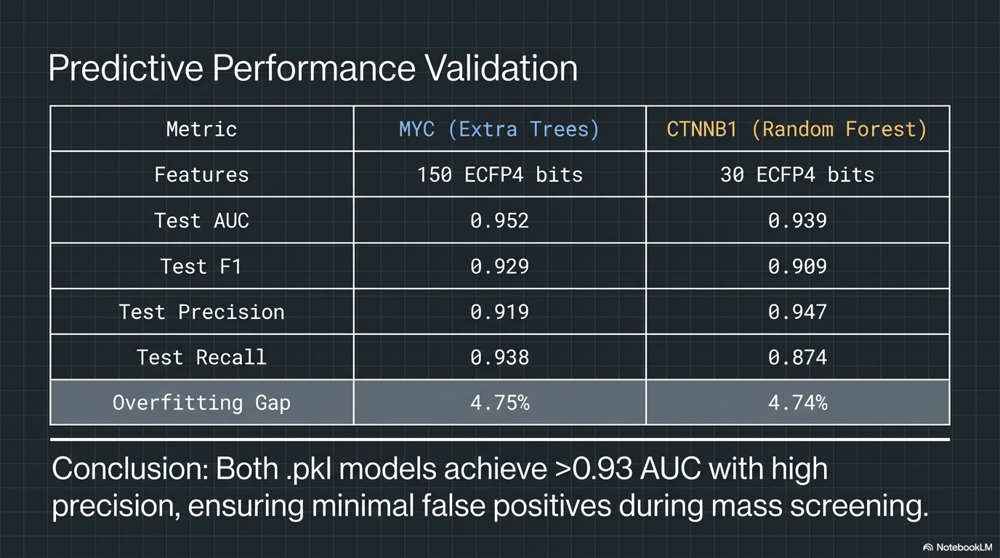 Predictive Performance Validation
Metric MYC (Extra Trees) CTNNB1 (Random Forest)
Features 150 ECFP4 bits 30 ECFP4 bits
Test AUC 0.952 0.939
Test F1 0.929 0.909
Test Precision 0.919 0.947
Test Recall 0.938 0.874
Overfitting Gap 4.75% 4.74%
Conclusion: Both .pkl models achieve >0.93 AUC with high
precision, ensuring minimal false positives during mass screening.
NotebookLM